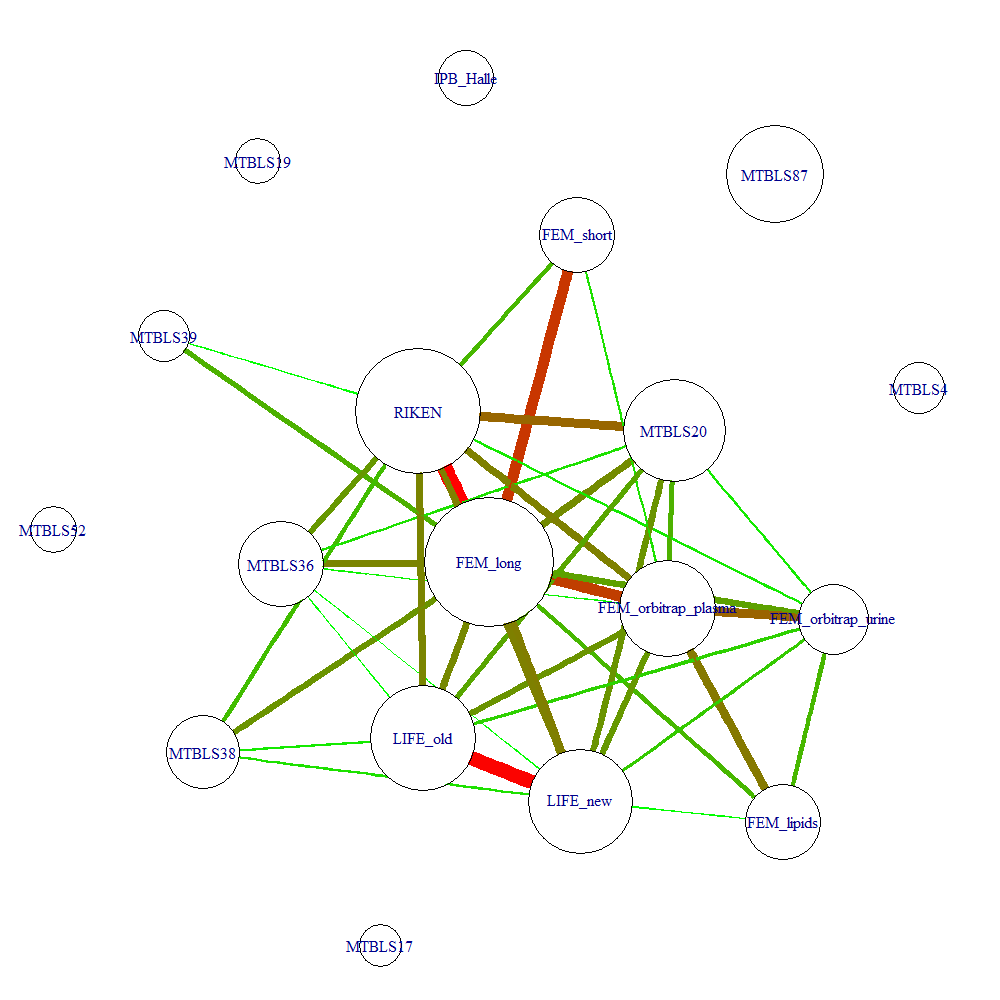 IPB_Halle
MTBLS19
MTBLS87
FEM_short
MTBLS39
MTBLS4
RIKEN
MTBLS20
MTBLS52
MTBLS36
FEM_long
FEM_orbitrap_plasma
FEM_orbitrap_urine
LIFE_old
MTBLS38
LIFE_new
FEM_lipids
MTBLS17